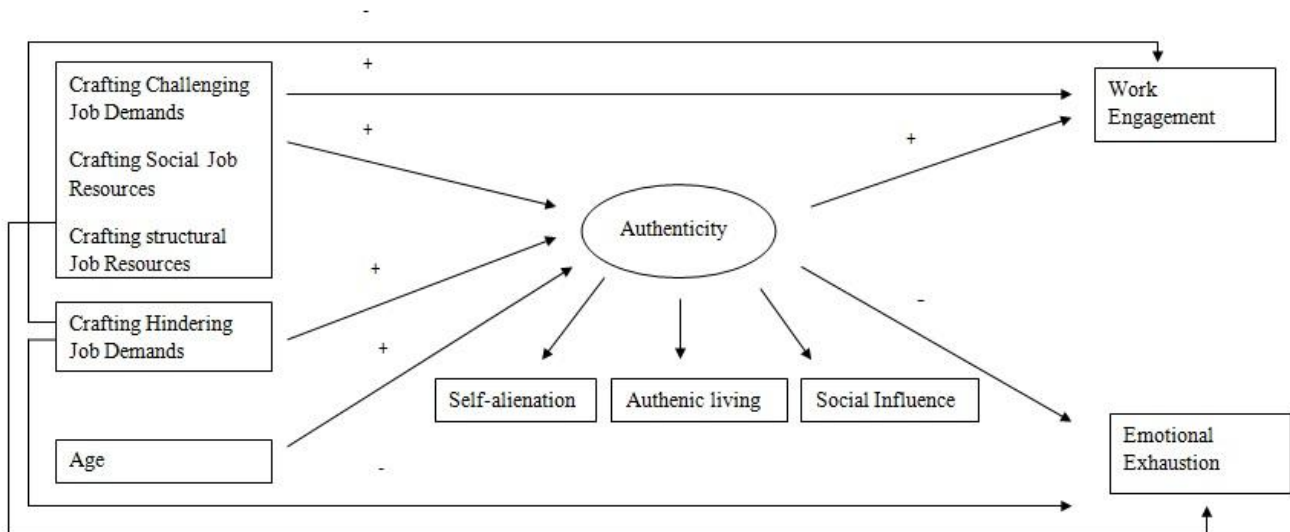 -
+
Crafting Challenging
Job Demands
Crafting Social Job
Resources
Crafting structural
Job Resources
Work
Engagement
+
+
Authenticity
+
Crafting Hindering
Job Demands
-
+
Self-alienation
Authenic living
Social Influence
Age
-
Emotional
Exhaustion